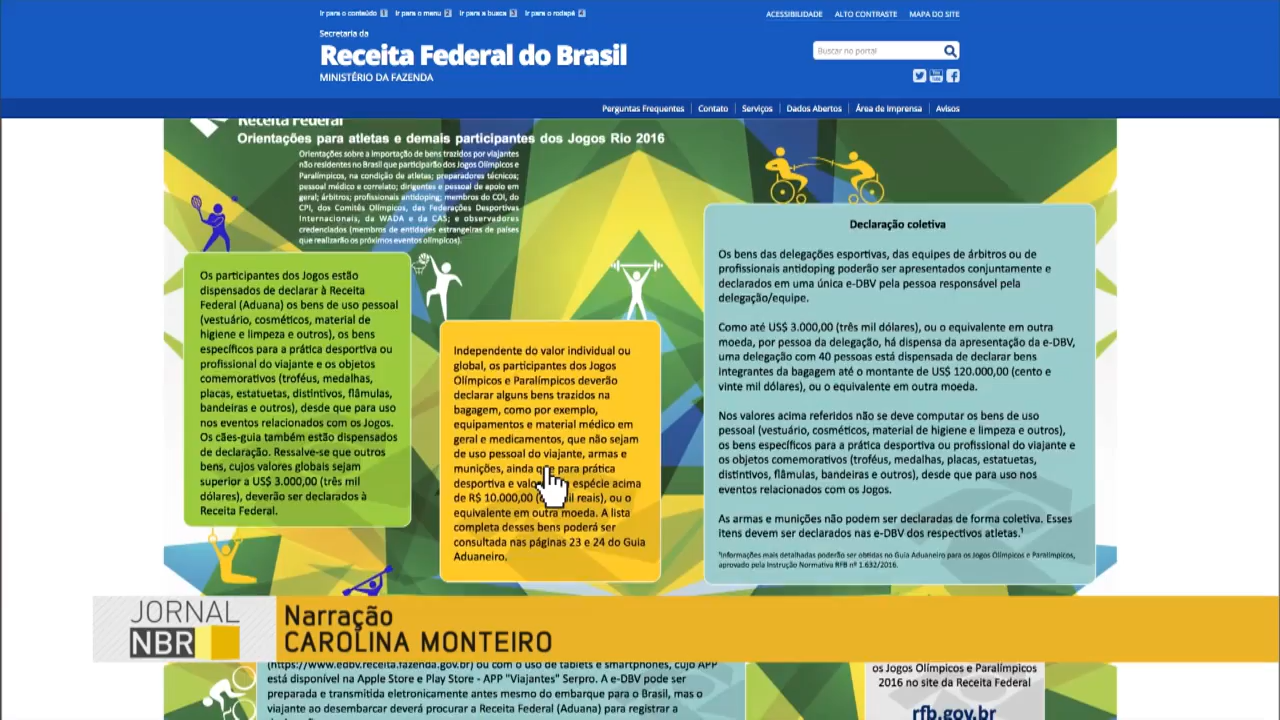 Ir para o conteúdo 1 Ir para o menu 2 Ir para a busca 3 Ir para o rodapé 4
ACESSIBILIDADE ALTO CONTRASTE MAPA DO SITE
Secretaria da
Receita Federal do Brasil
MINISTÉRIO DA FAZENDA
Buscar no portal
Perguntas Frequentes Contato Serviços Dados Abertos Área de Imprensa Avisos
Receita Federal
Orientações para atletas e demais participantes dos Jogos Rio 2016
Orientações sobre a importação de bens trazidos por viajantes
não residentes no Brasil que participarão dos Jogos Olímpicos e
Paralímpicos, na condição de atletas; preparadores técnicos;
pessoal médico e correlato; dirigentes e pessoal de apoio em
geral; árbitros; profissionais antidoping; membros do COI, do
CPI, dos Comitês Olímpicos, das Federações Desportivas
Internacionais, da WADA e da CAS; e observadores
credenciados (membros de entidades estrangeiras de países
que realizarão os próximos eventos olímpicos).
Os participantes dos Jogos estão
dispensados de declarar à Receita
Federal (Aduana) os bens de uso pessoal
(vestuário, cosméticos, material de
higiene e limpeza e outros), os bens
específicos para a prática desportiva ou
profissional do viajante e os objetos
comemorativos (troféus, medalhas,
placas, estatuetas, distintivos, flâmulas,
bandeiras e outros), desde que para uso
nos eventos relacionados com os Jogos.
Os cães-guia também estão dispensados
de declaração. Ressalve-se que outros
bens, cujos valores globais sejam
superior a US$ 3.000,00 (três mil
dólares), deverão ser declarados à
Receita Federal.
Independente do valor individual ou
global, os participantes dos Jogos
Olímpicos e Paralímpicos deverão
declarar alguns bens trazidos na
bagagem, como por exemplo,
equipamentos e material médico em
geral e medicamentos, que não sejam
de uso pessoal do viajante, armas e
munições, ainda que para prática
desportiva e espécie acima
de R$ 10.000,00 reais), ou o
equivalente em outra moeda. A lista
completa desses bens poderá ser
consultada nas páginas 23 e 24 do Guia
Aduaneiro.
Declaração coletiva
Os bens das delegações esportivas, das equipes de árbitros ou de
profissionais antidoping poderão ser apresentados conjuntamente e
declarados em uma única e-DBV pela pessoa responsável pela
delegação/equipe.
Como até US$ 3.000,00 (três mil dólares), ou o equivalente em outra
moeda, por pessoa da delegação, há dispensa da apresentação da e-DBV,
uma delegação com 40 pessoas está dispensada de declarar bens
integrantes da bagagem até o montante de US$ 120.000,00 (cento e
vinte mil dólares), ou o equivalente em outra moeda.
Nos valores acima referidos não se deve computar os bens de uso
pessoal (vestuário, cosméticos, material de higiene e limpeza e outros),
os bens específicos para a prática desportiva ou profissional do viajante e
os objetos comemorativos (troféus, medalhas, placas, estatuetas,
distintivos, flâmulas, bandeiras e outros), desde que para uso nos
eventos relacionados com os Jogos.
As armas e munições não podem ser declaradas de forma coletiva. Esses
itens devem ser declarados nas e-DBV dos respectivos atletas.¹
¹Informações mais detalhadas poderão ser obtidas no Guia Aduaneiro para os Jogos Olímpicos e Paralímpicos,
aprovado pela Instrução Normativa RFB nº 1.632/2016.
JORNAL
NBR
Narração
CAROLINA MONTEIRO
(https://www.edbv.receita.fazenda.gov.br) ou com o uso de tablets e smartphones, cujo APP
está disponível na Apple Store e Play Store - APP "Viajantes" Serpro. A e-DBV pode ser
preparada e transmitida eletronicamente antes mesmo do embarque para o Brasil, mas o
viajante ao desembarcar deverá procurar a Receita Federal (Aduana) para registrar a
os Jogos Olímpicos e Paralímpicos
2016 no site da Receita Federal
rfb.gov.br